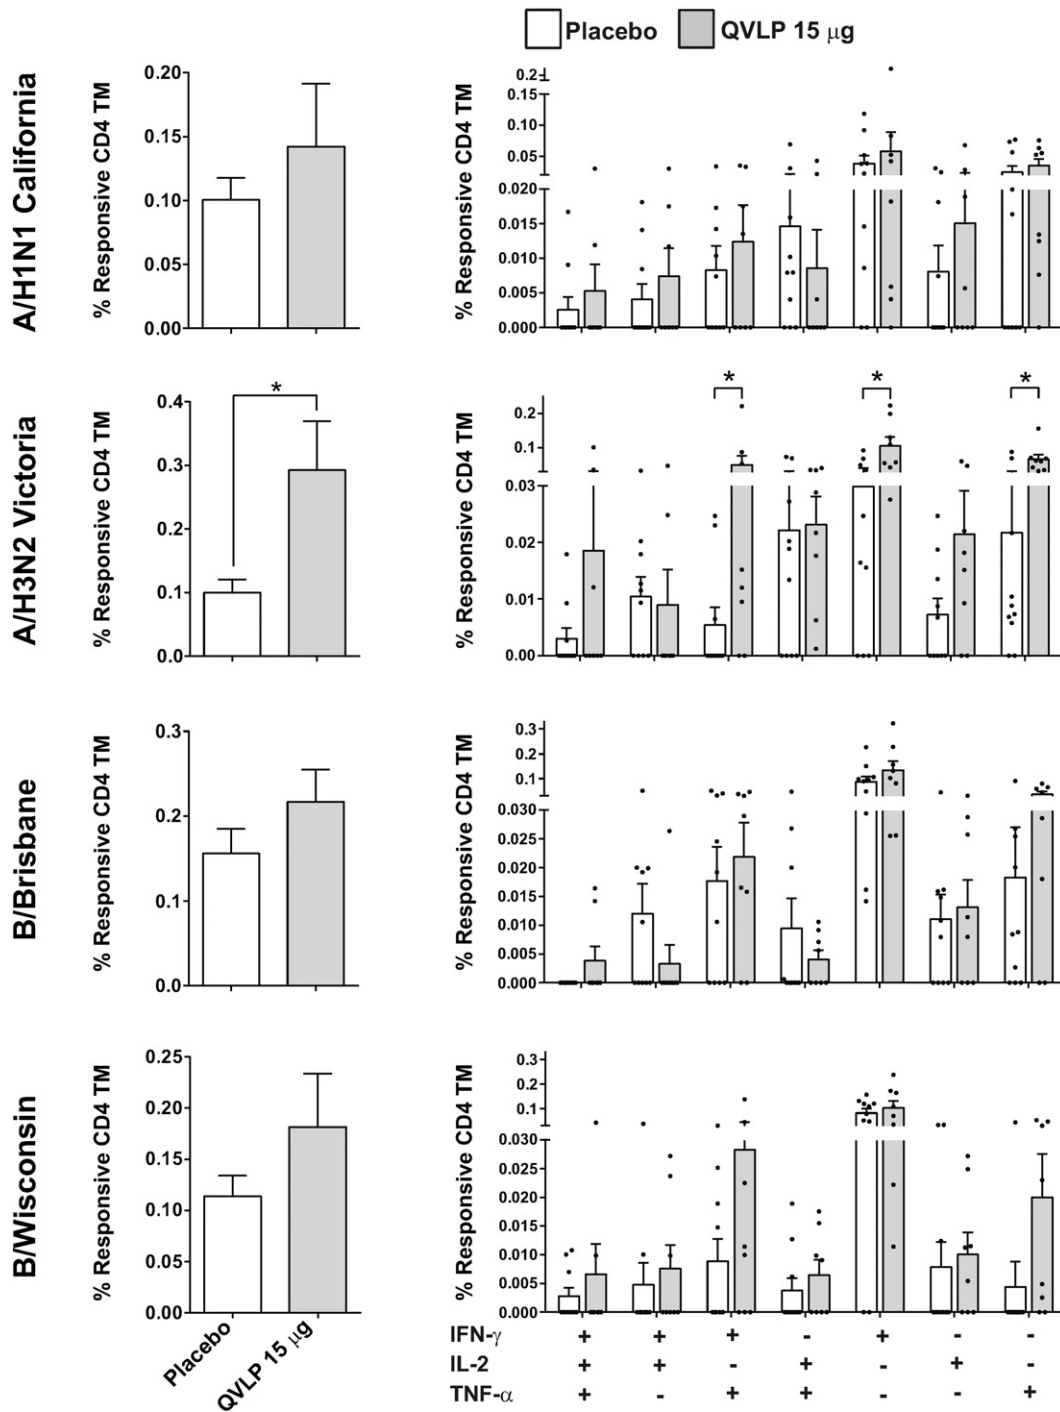 Placebo QVLP 15 μg
A/H1N1 California
% Responsive CD4 TM
0.20
0.15
0.10
0.05
0.00
% Responsive CD4 TM
0.2
0.15
0.10
0.05
0.020
0.015
0.010
0.005
0.000
A/H3N2 Victoria
% Responsive CD4 TM
0.4
0.3
0.2
0.1
0.0
*
% Responsive CD4 TM
0.2
0.1
0.03
0.02
0.01
0.00
* * *
B/Brisbane
% Responsive CD4 TM
0.3
0.2
0.1
0.0
% Responsive CD4 TM
0.3
0.2
0.1
0.030
0.025
0.020
0.015
0.010
0.005
0.000
B/Wisconsin
% Responsive CD4 TM
0.25
0.20
0.15
0.10
0.05
0.00
Placebo
QVLP 15 μg
% Responsive CD4 TM
0.3
0.2
0.1
0.030
0.025
0.020
0.015
0.010
0.005
0.000
IFN-γ + + + - + - -
IL-2 + + - + - + -
TNF-α + - + + - - +